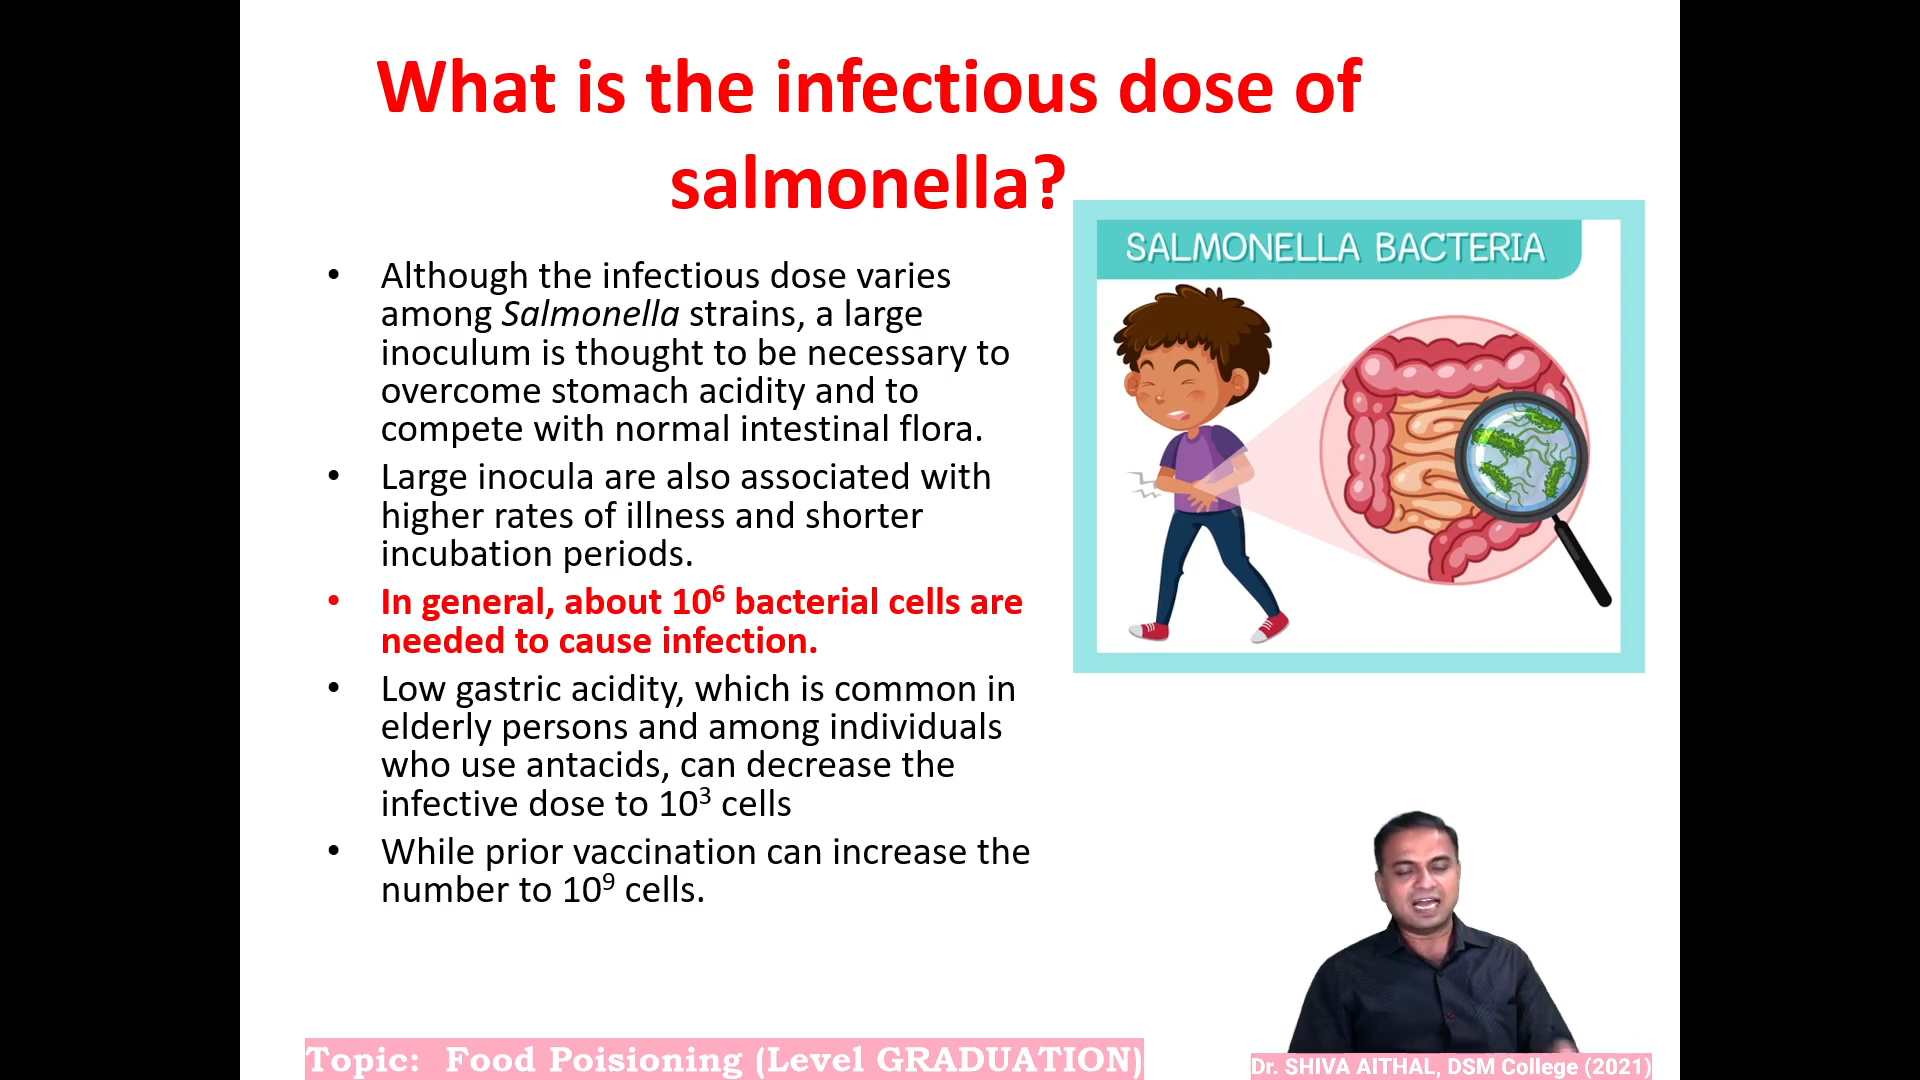 What is the infectious dose of
salmonella?
SALMONELLA BACTERIA
• Although the infectious dose varies
among Salmonella strains, a large
inoculum is thought to be necessary to
overcome stomach acidity and to
compete with normal intestinal flora.
• Large inocula are also associated with
higher rates of illness and shorter
incubation periods.
• In general, about 10⁶ bacterial cells are
needed to cause infection.
• Low gastric acidity, which is common in
elderly persons and among individuals
who use antacids, can decrease the
infective dose to 10³ cells
• While prior vaccination can increase the
number to 10⁹ cells.
Topic: Food Poisioning (Level GRADUATION)
Dr. SHIVA AITHAL, DSM College (2021)